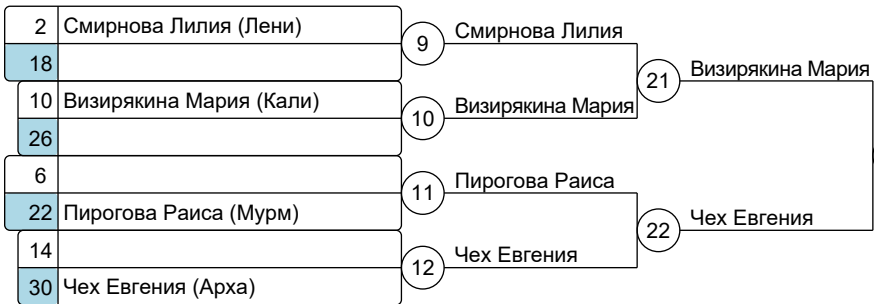 2 Смирнова Лилия (Лени)
18
9
Смирнова Лилия
10 Визирякина Мария (Кали)
26
10
Визирякина Мария
21
Визирякина Мария
6
22 Пирогова Раиса (Мурм)
11
Пирогова Раиса
14
30 Чех Евгения (Арха)
12
Чех Евгения
22
Чех Евгения